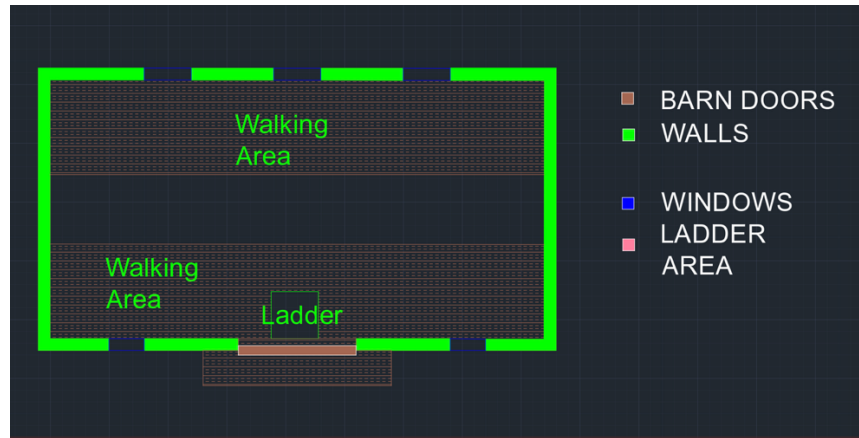 Walking
Area
Walking
Area
Ladder
BARN DOORS
WALLS
WINDOWS
LADDER
AREA